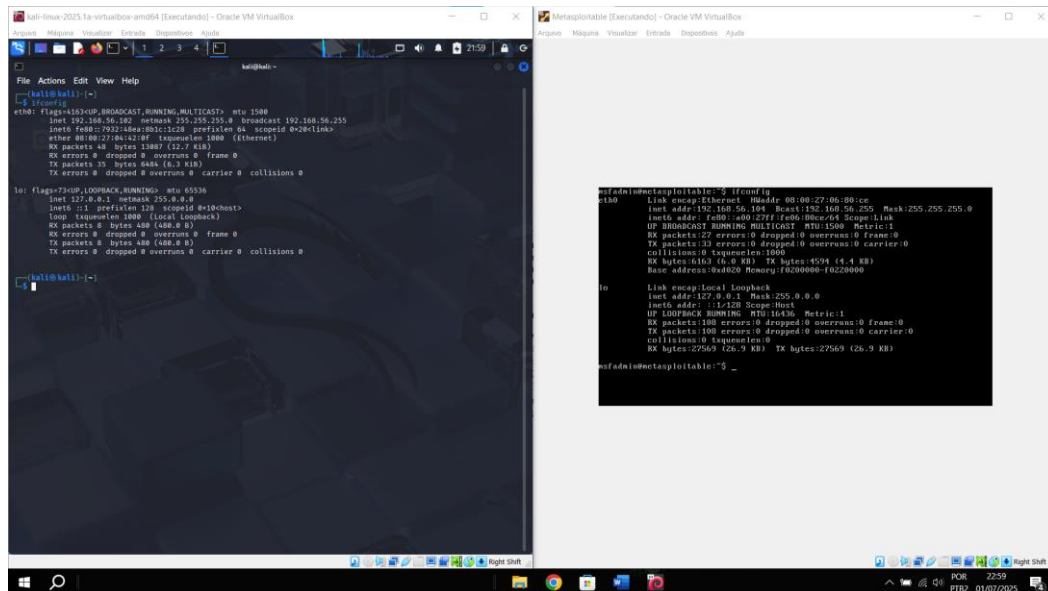 kali-linux-2025.1a-virtualbox-amd64 [Executando] - Oracle VM VirtualBox
Arquivo Máquina Visualizar Entrada Dispositivos Ajuda
1 2 3 4
21:59
kali@kali: ~
File Actions Edit View Help
(kali㉿kali)-[~]
$ ifconfig
eth0: flags=4163<UP,BROADCAST,RUNNING,MULTICAST> mtu 1500
inet 192.168.56.102 netmask 255.255.255.0 broadcast 192.168.56.255
inet6 fe80::7932:48ea:8b1c:1c28 prefixlen 64 scopeid 0×20<link>
ether 08:00:27:04:42:0f txqueuelen 1000 (Ethernet)
RX packets 48 bytes 13087 (12.7 KiB)
RX errors 0 dropped 0 overruns 0 frame 0
TX packets 35 bytes 6484 (6.3 KiB)
TX errors 0 dropped 0 overruns 0 carrier 0 collisions 0
lo: flags=73<UP,LOOPBACK,RUNNING> mtu 65536
inet 127.0.0.1 netmask 255.0.0.0
inet6 ::1 prefixlen 128 scopeid 0×10<host>
loop txqueuelen 1000 (Local Loopback)
RX packets 8 bytes 480 (480.0 B)
RX errors 0 dropped 0 overruns 0 frame 0
TX packets 8 bytes 480 (480.0 B)
TX errors 0 dropped 0 overruns 0 carrier 0 collisions 0
(kali㉿kali)-[~]
$
Right Shift
Metasploitable [Executando] - Oracle VM VirtualBox
Arquivo Máquina Visualizar Entrada Dispositivos Ajuda
msfadmin@metasploitable:~$ ifconfig
eth0 Link encap:Ethernet HWaddr 08:00:27:06:80:ce
inet addr:192.168.56.104 Bcast:192.168.56.255 Mask:255.255.255.0
inet6 addr: fe80::a00:27ff:fe06:80ce/64 Scope:Link
UP BROADCAST RUNNING MULTICAST MTU:1500 Metric:1
RX packets:27 errors:0 dropped:0 overruns:0 frame:0
TX packets:33 errors:0 dropped:0 overruns:0 carrier:0
collisions:0 txqueuelen:1000
RX bytes:6163 (6.0 KB) TX bytes:4594 (4.4 KB)
Base address:0xd020 Memory:f0200000-f0220000
lo Link encap:Local Loopback
inet addr:127.0.0.1 Mask:255.0.0.0
inet6 addr: ::1/128 Scope:Host
UP LOOPBACK RUNNING MTU:16436 Metric:1
RX packets:108 errors:0 dropped:0 overruns:0 frame:0
TX packets:108 errors:0 dropped:0 overruns:0 carrier:0
collisions:0 txqueuelen:0
RX bytes:27569 (26.9 KB) TX bytes:27569 (26.9 KB)
msfadmin@metasploitable:~$ _
Right Shift
POR
PTB2
22:59
01/07/2025